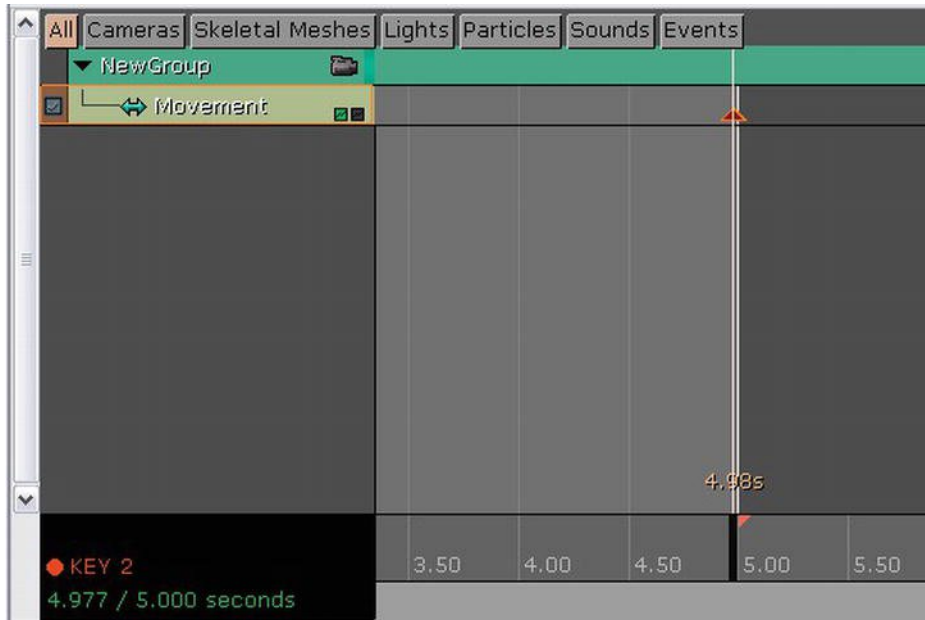 All Cameras Skeletal Meshes Lights Particles Sounds Events
NewGroup
Movement
4.98s
3.50 4.00 4.50 5.00 5.50
KEY 2
4.977 / 5.000 seconds